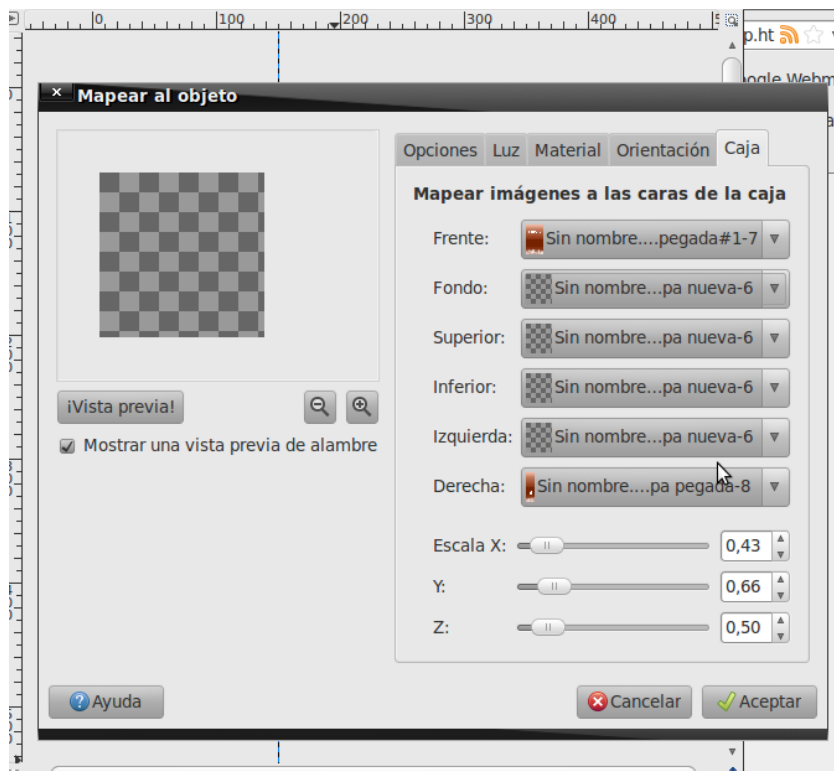 0 100 200 300 400
p.ht
Mapear al objeto
oogle Webm
Opciones Luz Material Orientación Caja
Mapear imágenes a las caras de la caja
Frente: Sin nombre....pegada#1-7
Fondo: Sin nombre...pa nueva-6
Superior: Sin nombre...pa nueva-6
Inferior: Sin nombre...pa nueva-6
Izquierda: Sin nombre...pa nueva-6
Derecha: Sin nombre....pa pegada-8
¡Vista previa!
Mostrar una vista previa de alambre
Escala X: 0,43
Y: 0,66
Z: 0,50
Ayuda Cancelar Aceptar